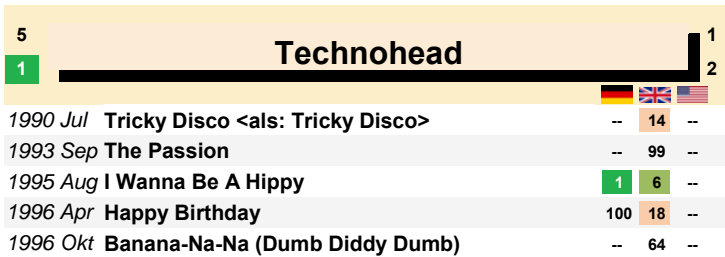 5 Technohead 1
1 2
1990 Jul Tricky Disco <als: Tricky Disco> -- 14 --
1993 Sep The Passion -- 99 --
1995 Aug I Wanna Be A Hippy 1 6 --
1996 Apr Happy Birthday 100 18 --
1996 Okt Banana-Na-Na (Dumb Diddy Dumb) -- 64 --